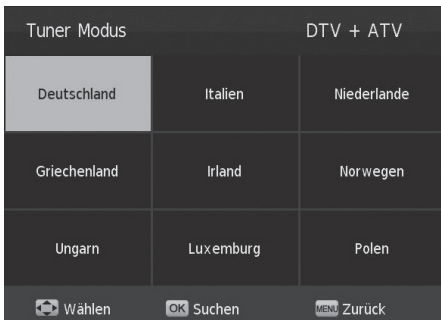 Tuner Modus DTV + ATV
Deutschland Italien Niederlande
Griechenland Irland Norwegen
Ungarn Luxemburg Polen
Wählen OK Suchen MENU Zurück